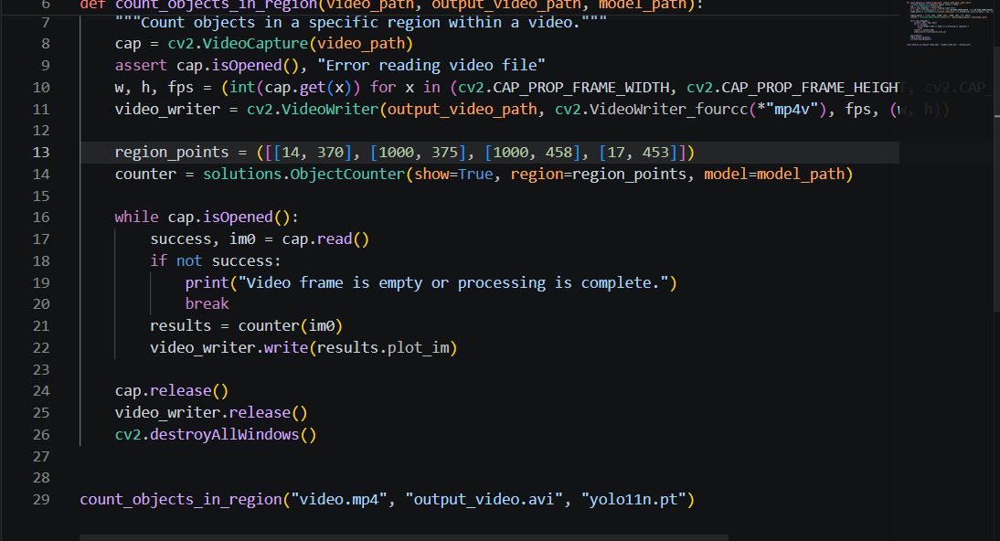 6 def count_objects_in_region(video_path, output_video_path, model_path):
7 """Count objects in a specific region within a video."""
8 cap = cv2.VideoCapture(video_path)
9 assert cap.isOpened(), "Error reading video file"
10 w, h, fps = (int(cap.get(x)) for x in (cv2.CAP_PROP_FRAME_WIDTH, cv2.CAP_PROP_FRAME_HEIGHT, cv2.CAP_
11 video_writer = cv2.VideoWriter(output_video_path, cv2.VideoWriter_fourcc(*"mp4v"), fps, (w, h))
12
13 region_points = ([[14, 370], [1000, 375], [1000, 458], [17, 453]])
14 counter = solutions.ObjectCounter(show=True, region=region_points, model=model_path)
15
16 while cap.isOpened():
17 success, im0 = cap.read()
18 if not success:
19 print("Video frame is empty or processing is complete.")
20 break
21 results = counter(im0)
22 video_writer.write(results.plot_im)
23
24 cap.release()
25 video_writer.release()
26 cv2.destroyAllWindows()
27
28
29 count_objects_in_region("video.mp4", "output_video.avi", "yolo11n.pt")